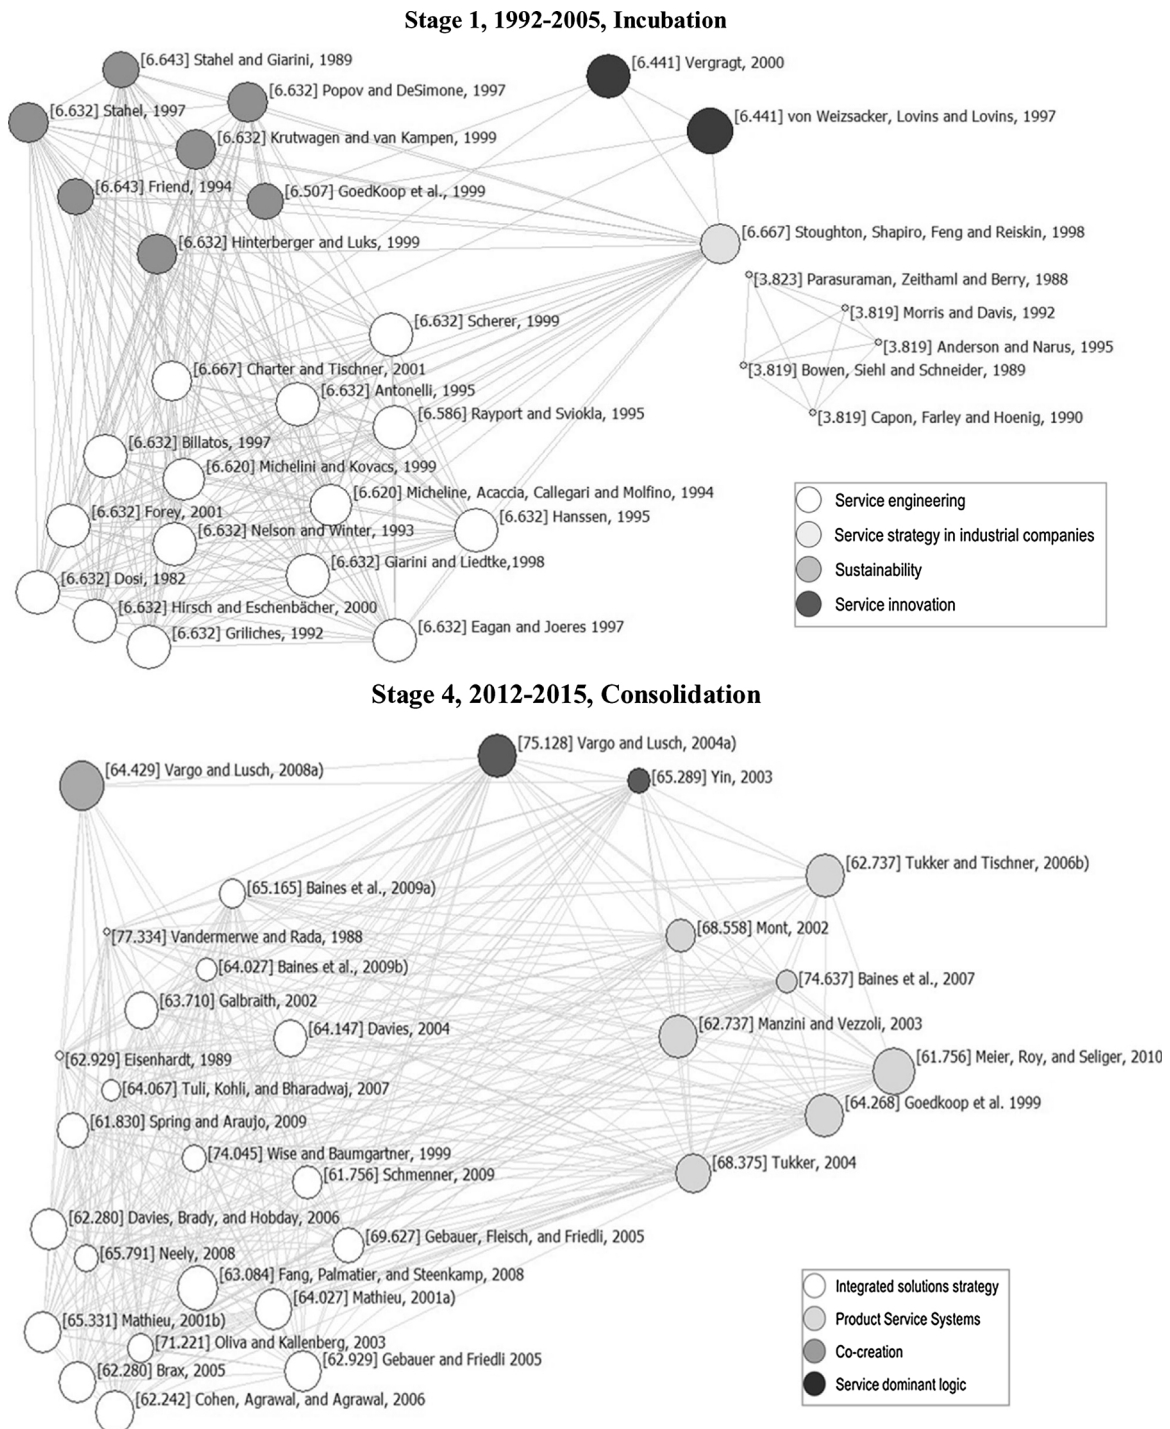 Stage 1, 1992-2005, Incubation
[6.643] Stahel and Giarini, 1989
[6.441] Vergragt, 2000
[6.632] Popov and DeSimone, 1997
[6.632] Stahel, 1997
[6.441] von Weizsacker, Lovins and Lovins, 1997
[6.632] Krutwagen and van Kampen, 1999
[6.643] Friend, 1994
[6.507] GoedKoop et al., 1999
[6.632] Hinterberger and Luks, 1999
[6.667] Stoughton, Shapiro, Feng and Reiskin, 1998
[3.823] Parasuraman, Zeithaml and Berry, 1988
[3.819] Morris and Davis, 1992
[6.632] Scherer, 1999
[3.819] Anderson and Narus, 1995
[6.667] Charter and Tischner, 2001
[3.819] Bowen, Siehl and Schneider, 1989
[6.632] Antonelli, 1995
[6.586] Rayport and Sviokla, 1995
[3.819] Capon, Farley and Hoenig, 1990
[6.632] Billatos, 1997
[6.620] Michelini and Kovacs, 1999
[6.620] Micheline, Acaccia, Callegari and Molfino, 1994
[6.632] Forey, 2001
[6.632] Hanssen, 1995
[6.632] Nelson and Winter, 1993
[6.632] Giarini and Liedtke,1998
[6.632] Dosi, 1982
[6.632] Hirsch and Eschenbächer, 2000
[6.632] Griliches, 1992
[6.632] Eagan and Joeres 1997
Service engineering
Service strategy in industrial companies
Sustainability
Service innovation
Stage 4, 2012-2015, Consolidation
[75.128] Vargo and Lusch, 2004a)
[64.429] Vargo and Lusch, 2008a)
[65.289] Yin, 2003
[62.737] Tukker and Tischner, 2006b)
[65.165] Baines et al., 2009a)
[68.558] Mont, 2002
[77.334] Vandermerwe and Rada, 1988
[64.027] Baines et al., 2009b)
[74.637] Baines et al., 2007
[63.710] Galbraith, 2002
[62.737] Manzini and Vezzoli, 2003
[64.147] Davies, 2004
[62.929] Eisenhardt, 1989
[61.756] Meier, Roy, and Seliger, 2010
[64.067] Tuli, Kohli, and Bharadwaj, 2007
[64.268] Goedkoop et al. 1999
[61.830] Spring and Araujo, 2009
[74.045] Wise and Baumgartner, 1999
[68.375] Tukker, 2004
[61.756] Schmenner, 2009
[62.280] Davies, Brady, and Hobday, 2006
[69.627] Gebauer, Fleisch, and Friedli, 2005
[65.791] Neely, 2008
[63.084] Fang, Palmatier, and Steenkamp, 2008
[64.027] Mathieu, 2001a)
[65.331] Mathieu, 2001b)
[71.221] Oliva and Kallenberg, 2003
[62.929] Gebauer and Friedli 2005
[62.280] Brax, 2005
[62.242] Cohen, Agrawal, and Agrawal, 2006
Integrated solutions strategy
Product Service Systems
Co-creation
Service dominant logic